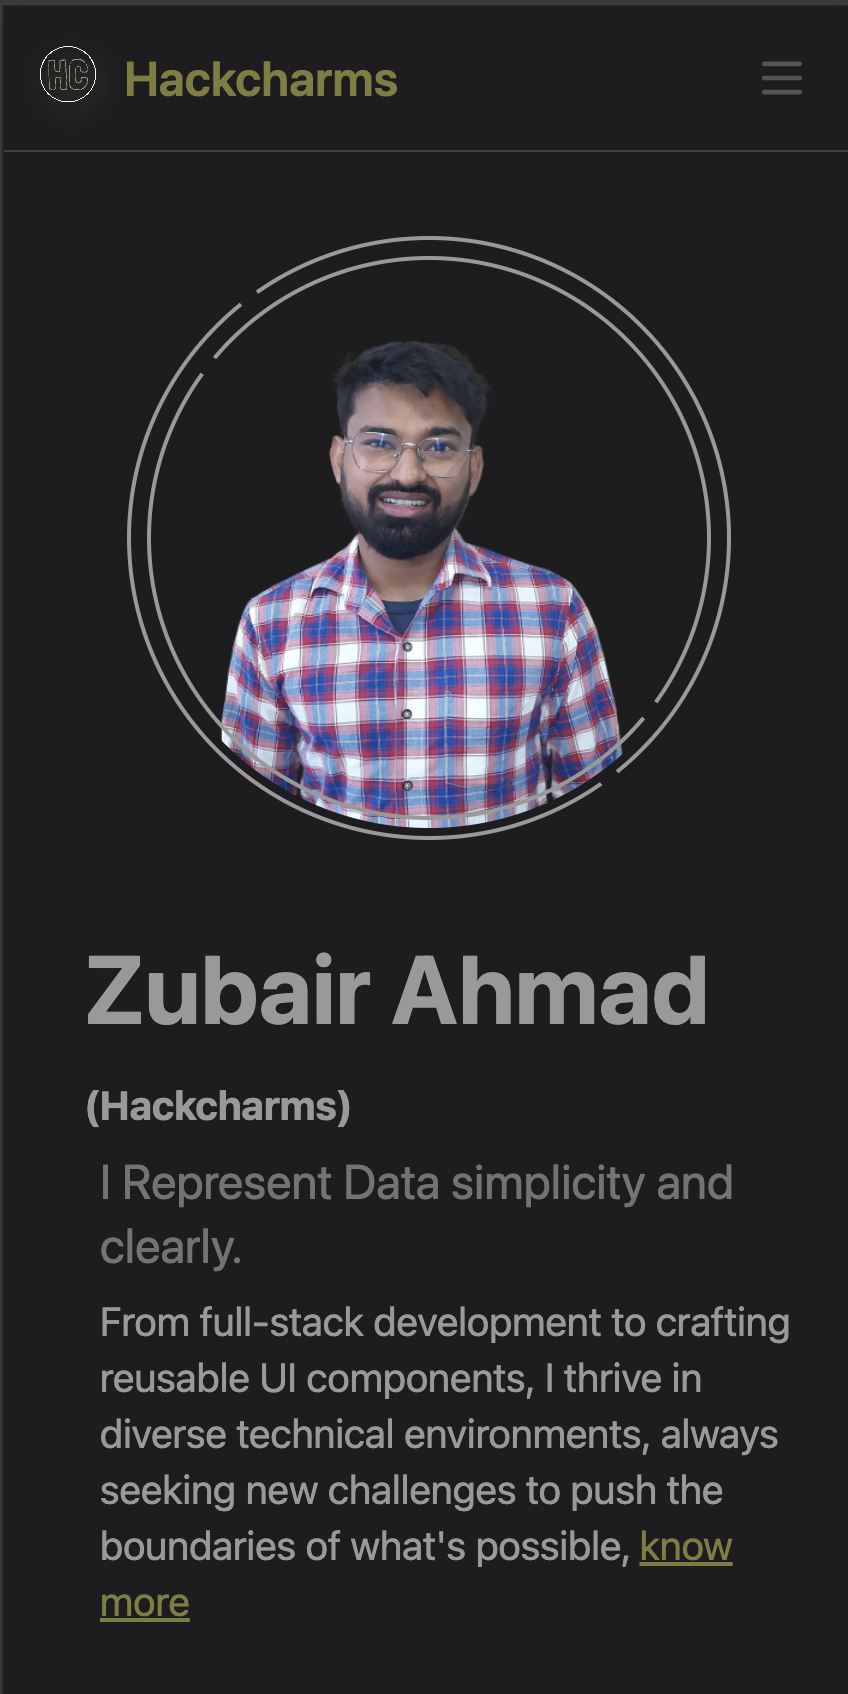 HC
Hackcharms
Zubair Ahmad
(Hackcharms)
I Represent Data simplicity and
clearly.
From full-stack development to crafting
reusable UI components, I thrive in
diverse technical environments, always
seeking new challenges to push the
boundaries of what's possible, know
more